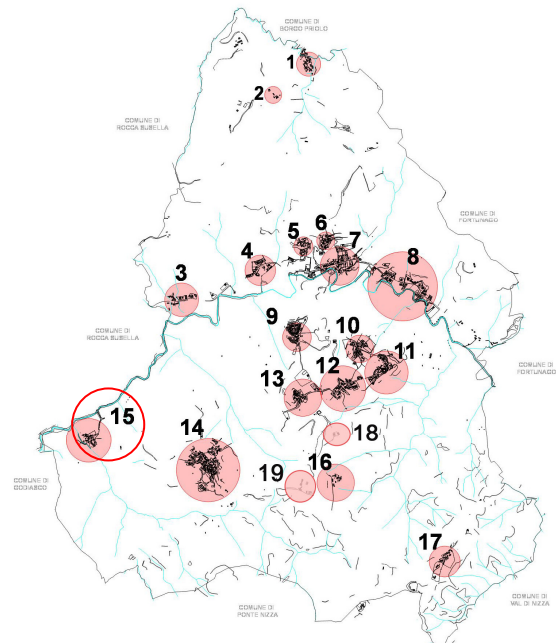 COMUNE DI
BORGO PRIOLO
1
2
COMUNE DI
ROCCA SUSELLA
COMUNE DI
FORTUNAGO
6
5
7
4
8
3
9
COMUNE DI
ROCCA SUSELLA
10
11
COMUNE DI
FORTUNAGO
12
13
15
14
18
16
19
COMUNE DI
GODIASCO
17
COMUNE DI
PONTE NIZZA
COMUNE DI
VAL DI NIZZA